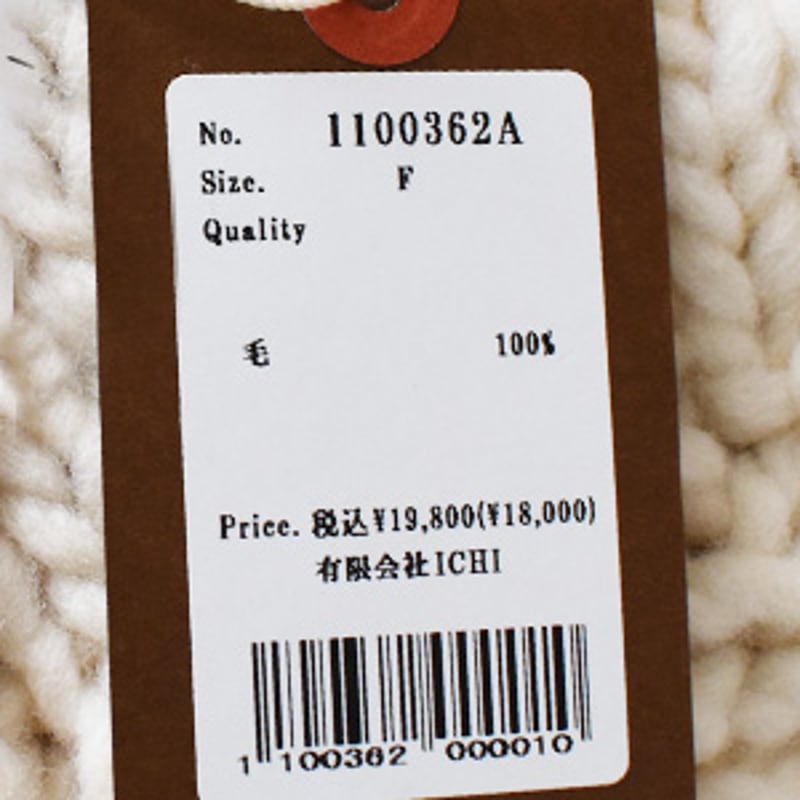 No. 1100362A
Size. F
Quality
毛 100%
Price. 税込¥19,800(¥18,000)
有限会社ICHI
1 100362 000010